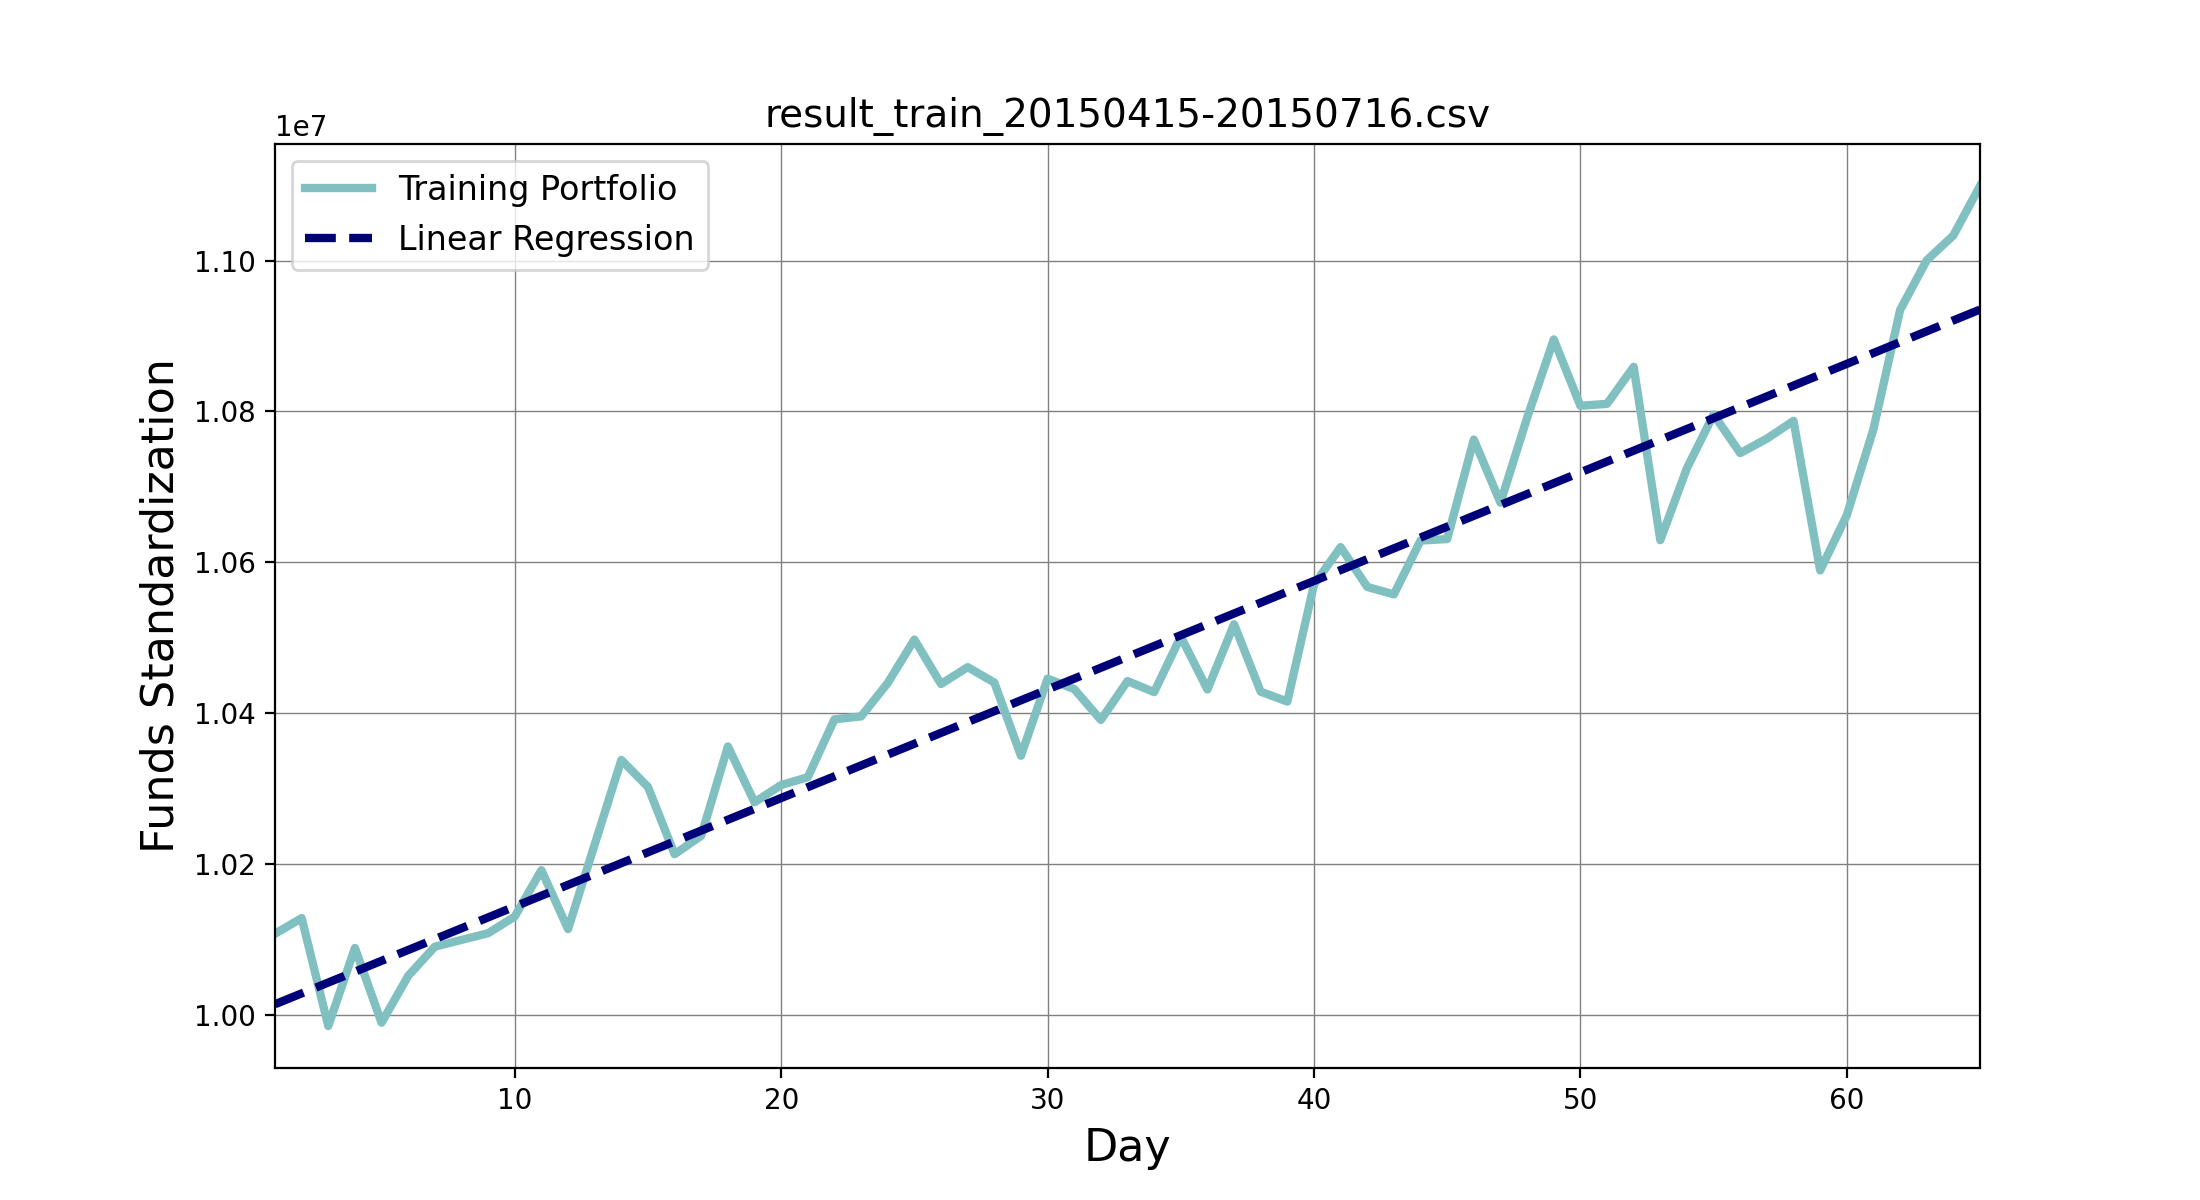 result_train_20150415-20150716.csv
1e7
Training Portfolio
Linear Regression
1.10
1.08
1.06
1.04
1.02
1.00
Funds Standardization
10 20 30 40 50 60
Day